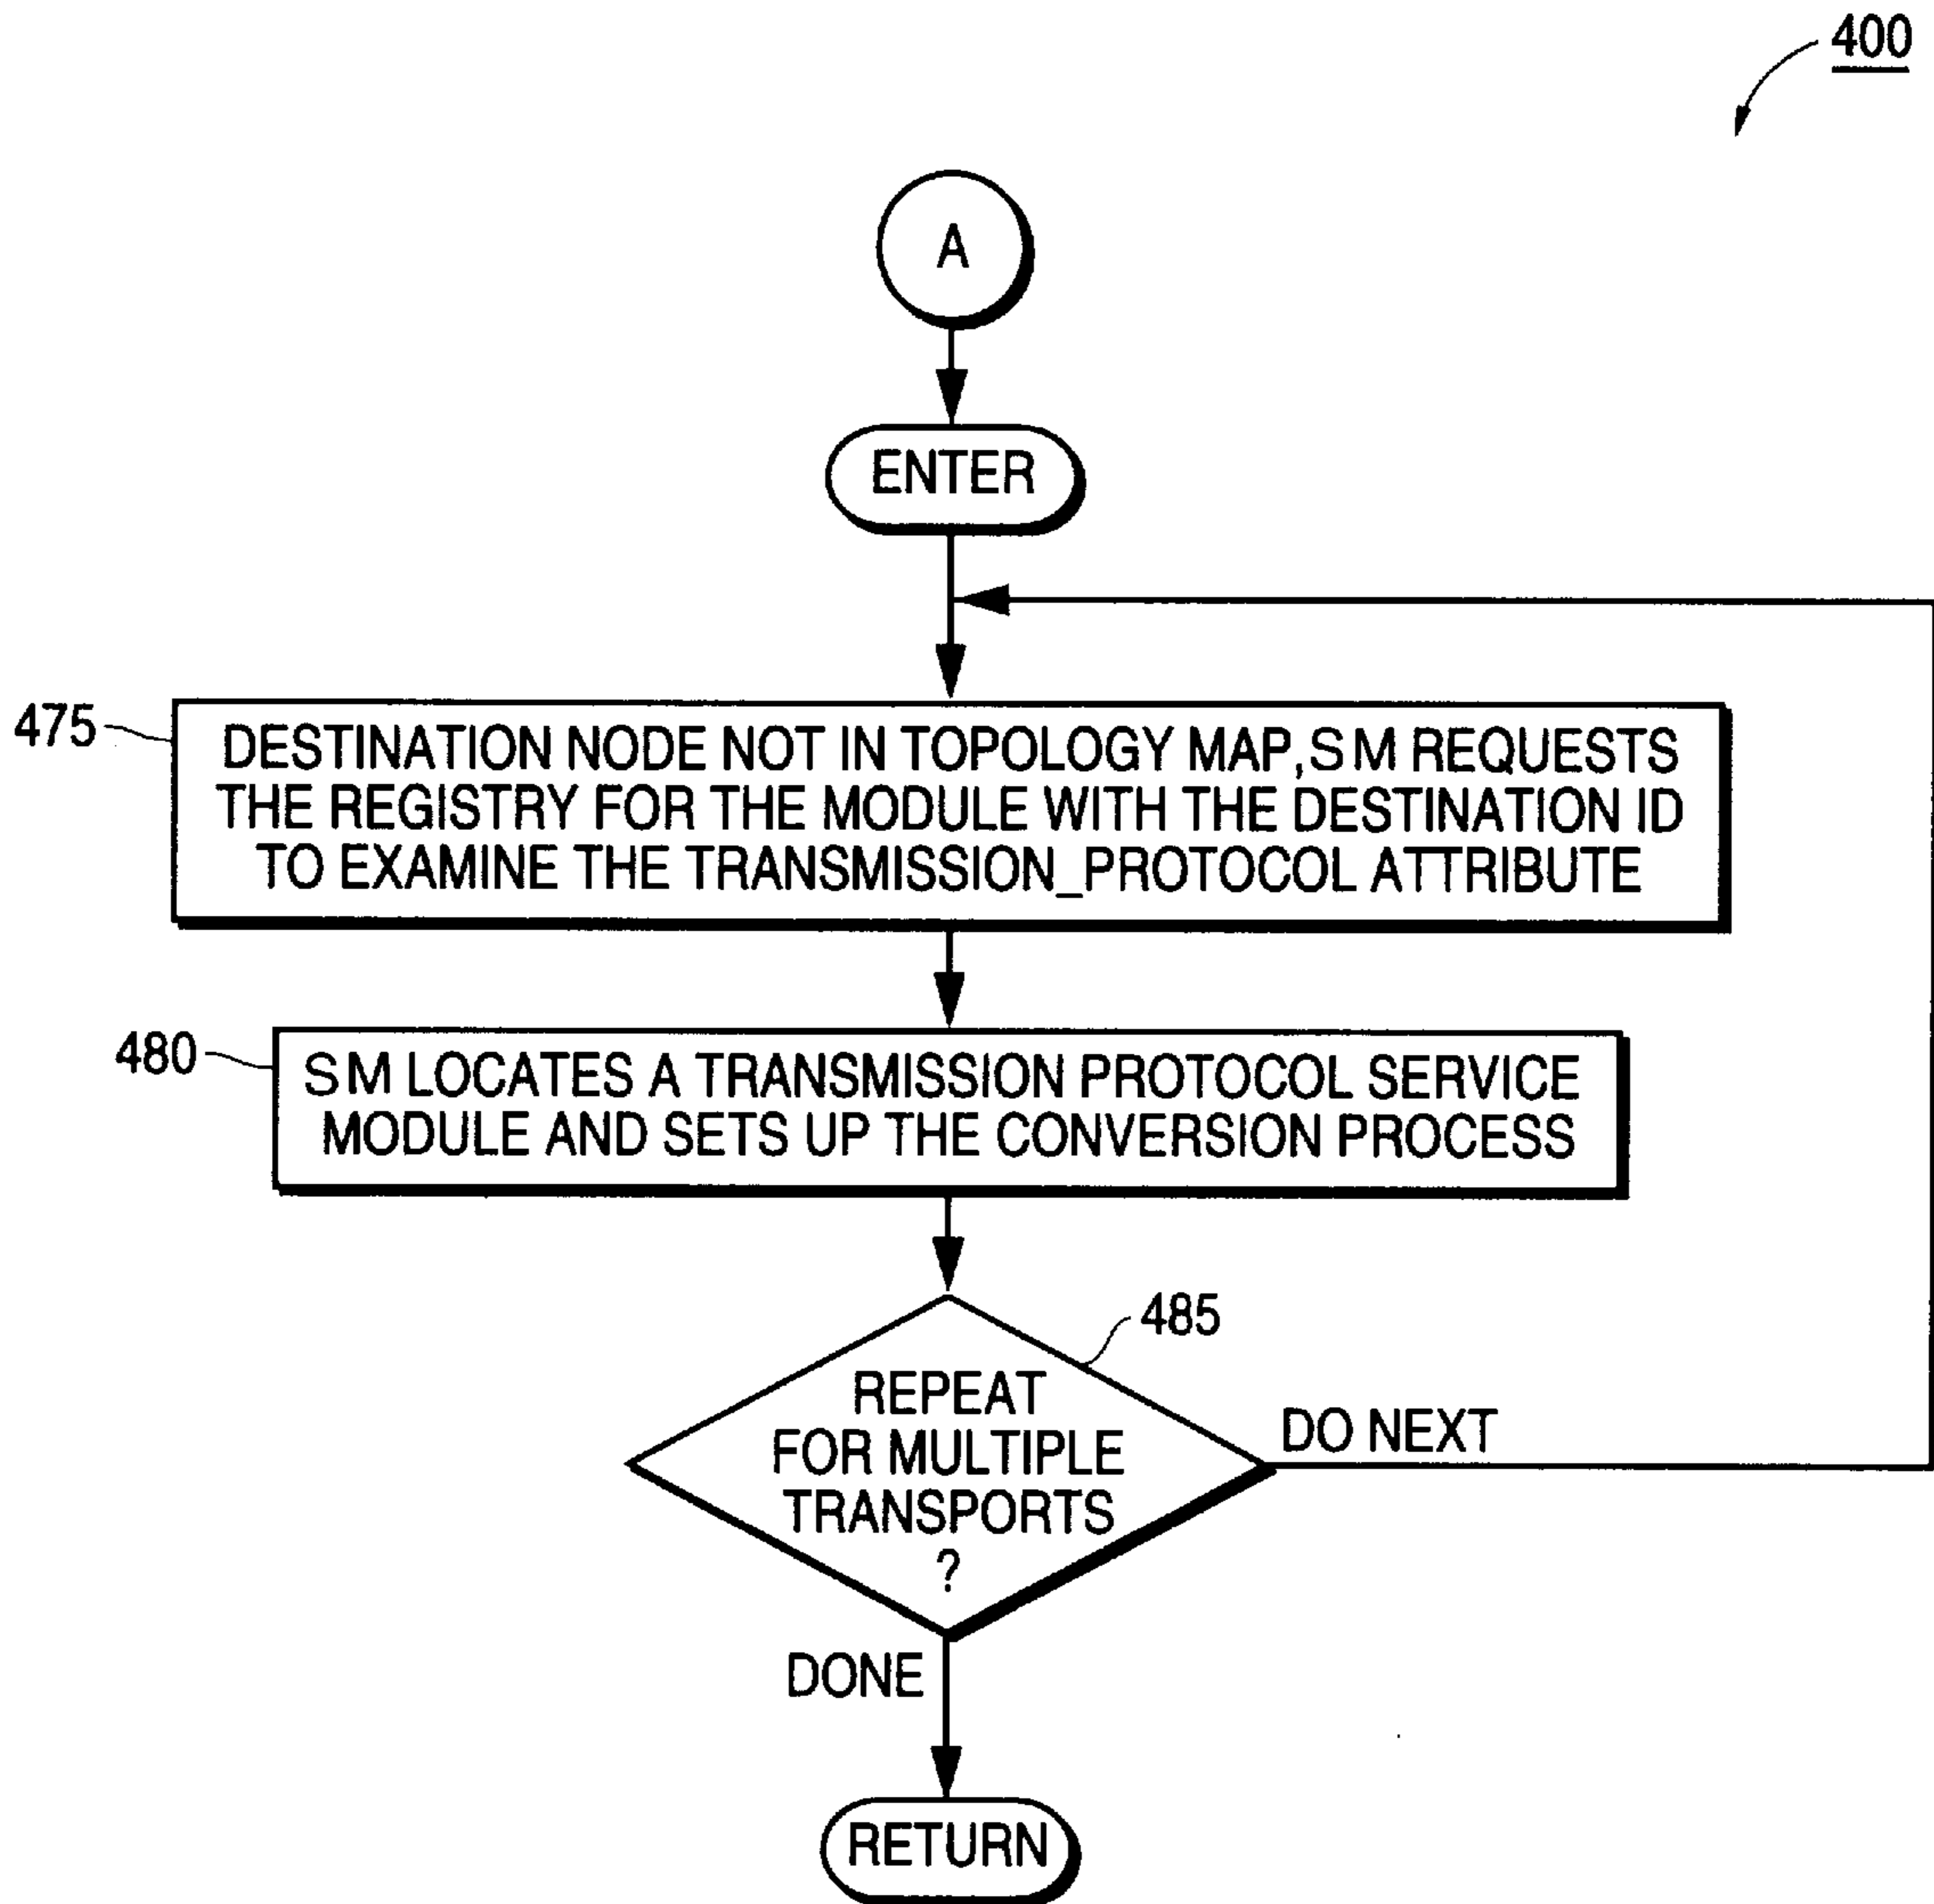 400
A
ENTER
475
DESTINATION NODE NOT IN TOPOLOGY MAP,SM REQUESTS
THE REGISTRY FOR THE MODULE WITH THE DESTINATION ID
TO EXAMINE THE TRANSMISSION_PROTOCOL ATTRIBUTE
480
SM LOCATES A TRANSMISSION PROTOCOL SERVICE
MODULE AND SETS UP THE CONVERSION PROCESS
485
REPEAT
FOR MULTIPLE
TRANSPORTS
?
DO NEXT
DONE
RETURN